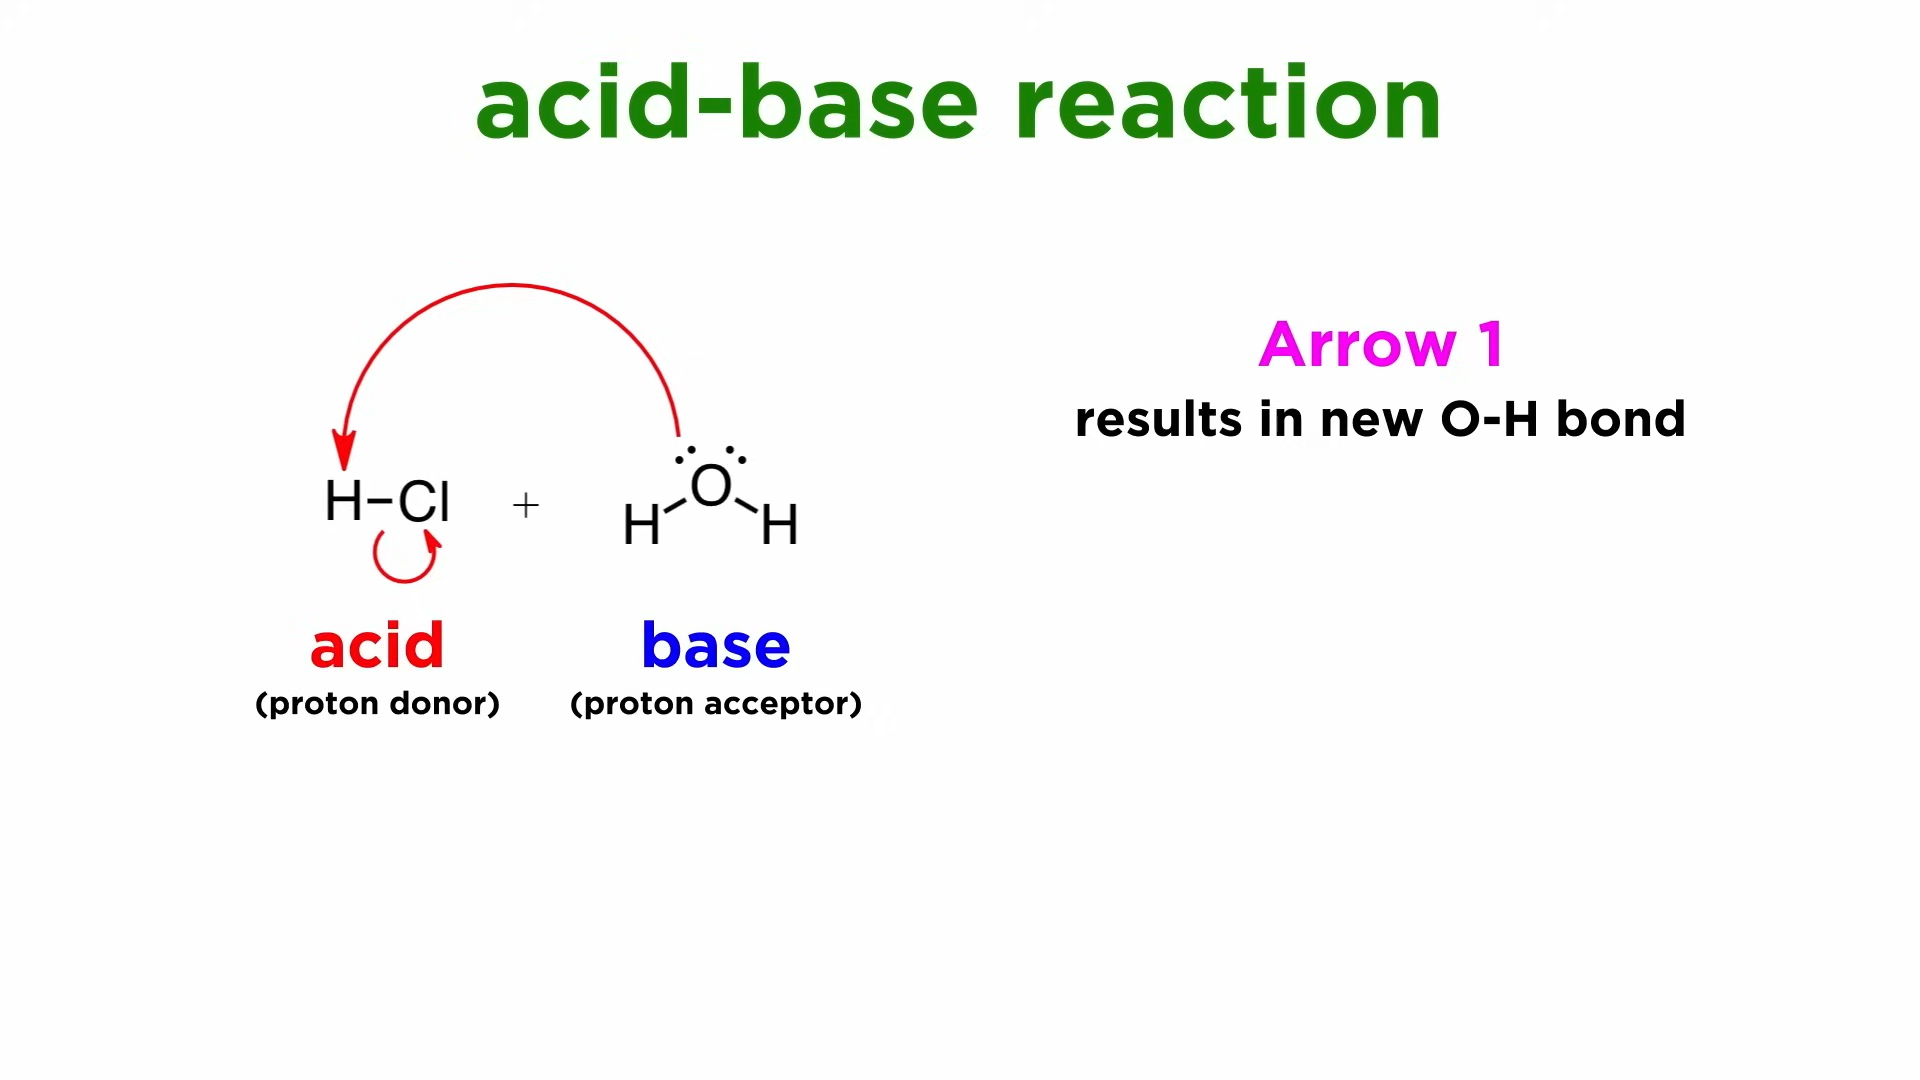 acid-base reaction
Arrow 1
results in new O-H bond
H-Cl + H O H
acid base
(proton donor) (proton acceptor)